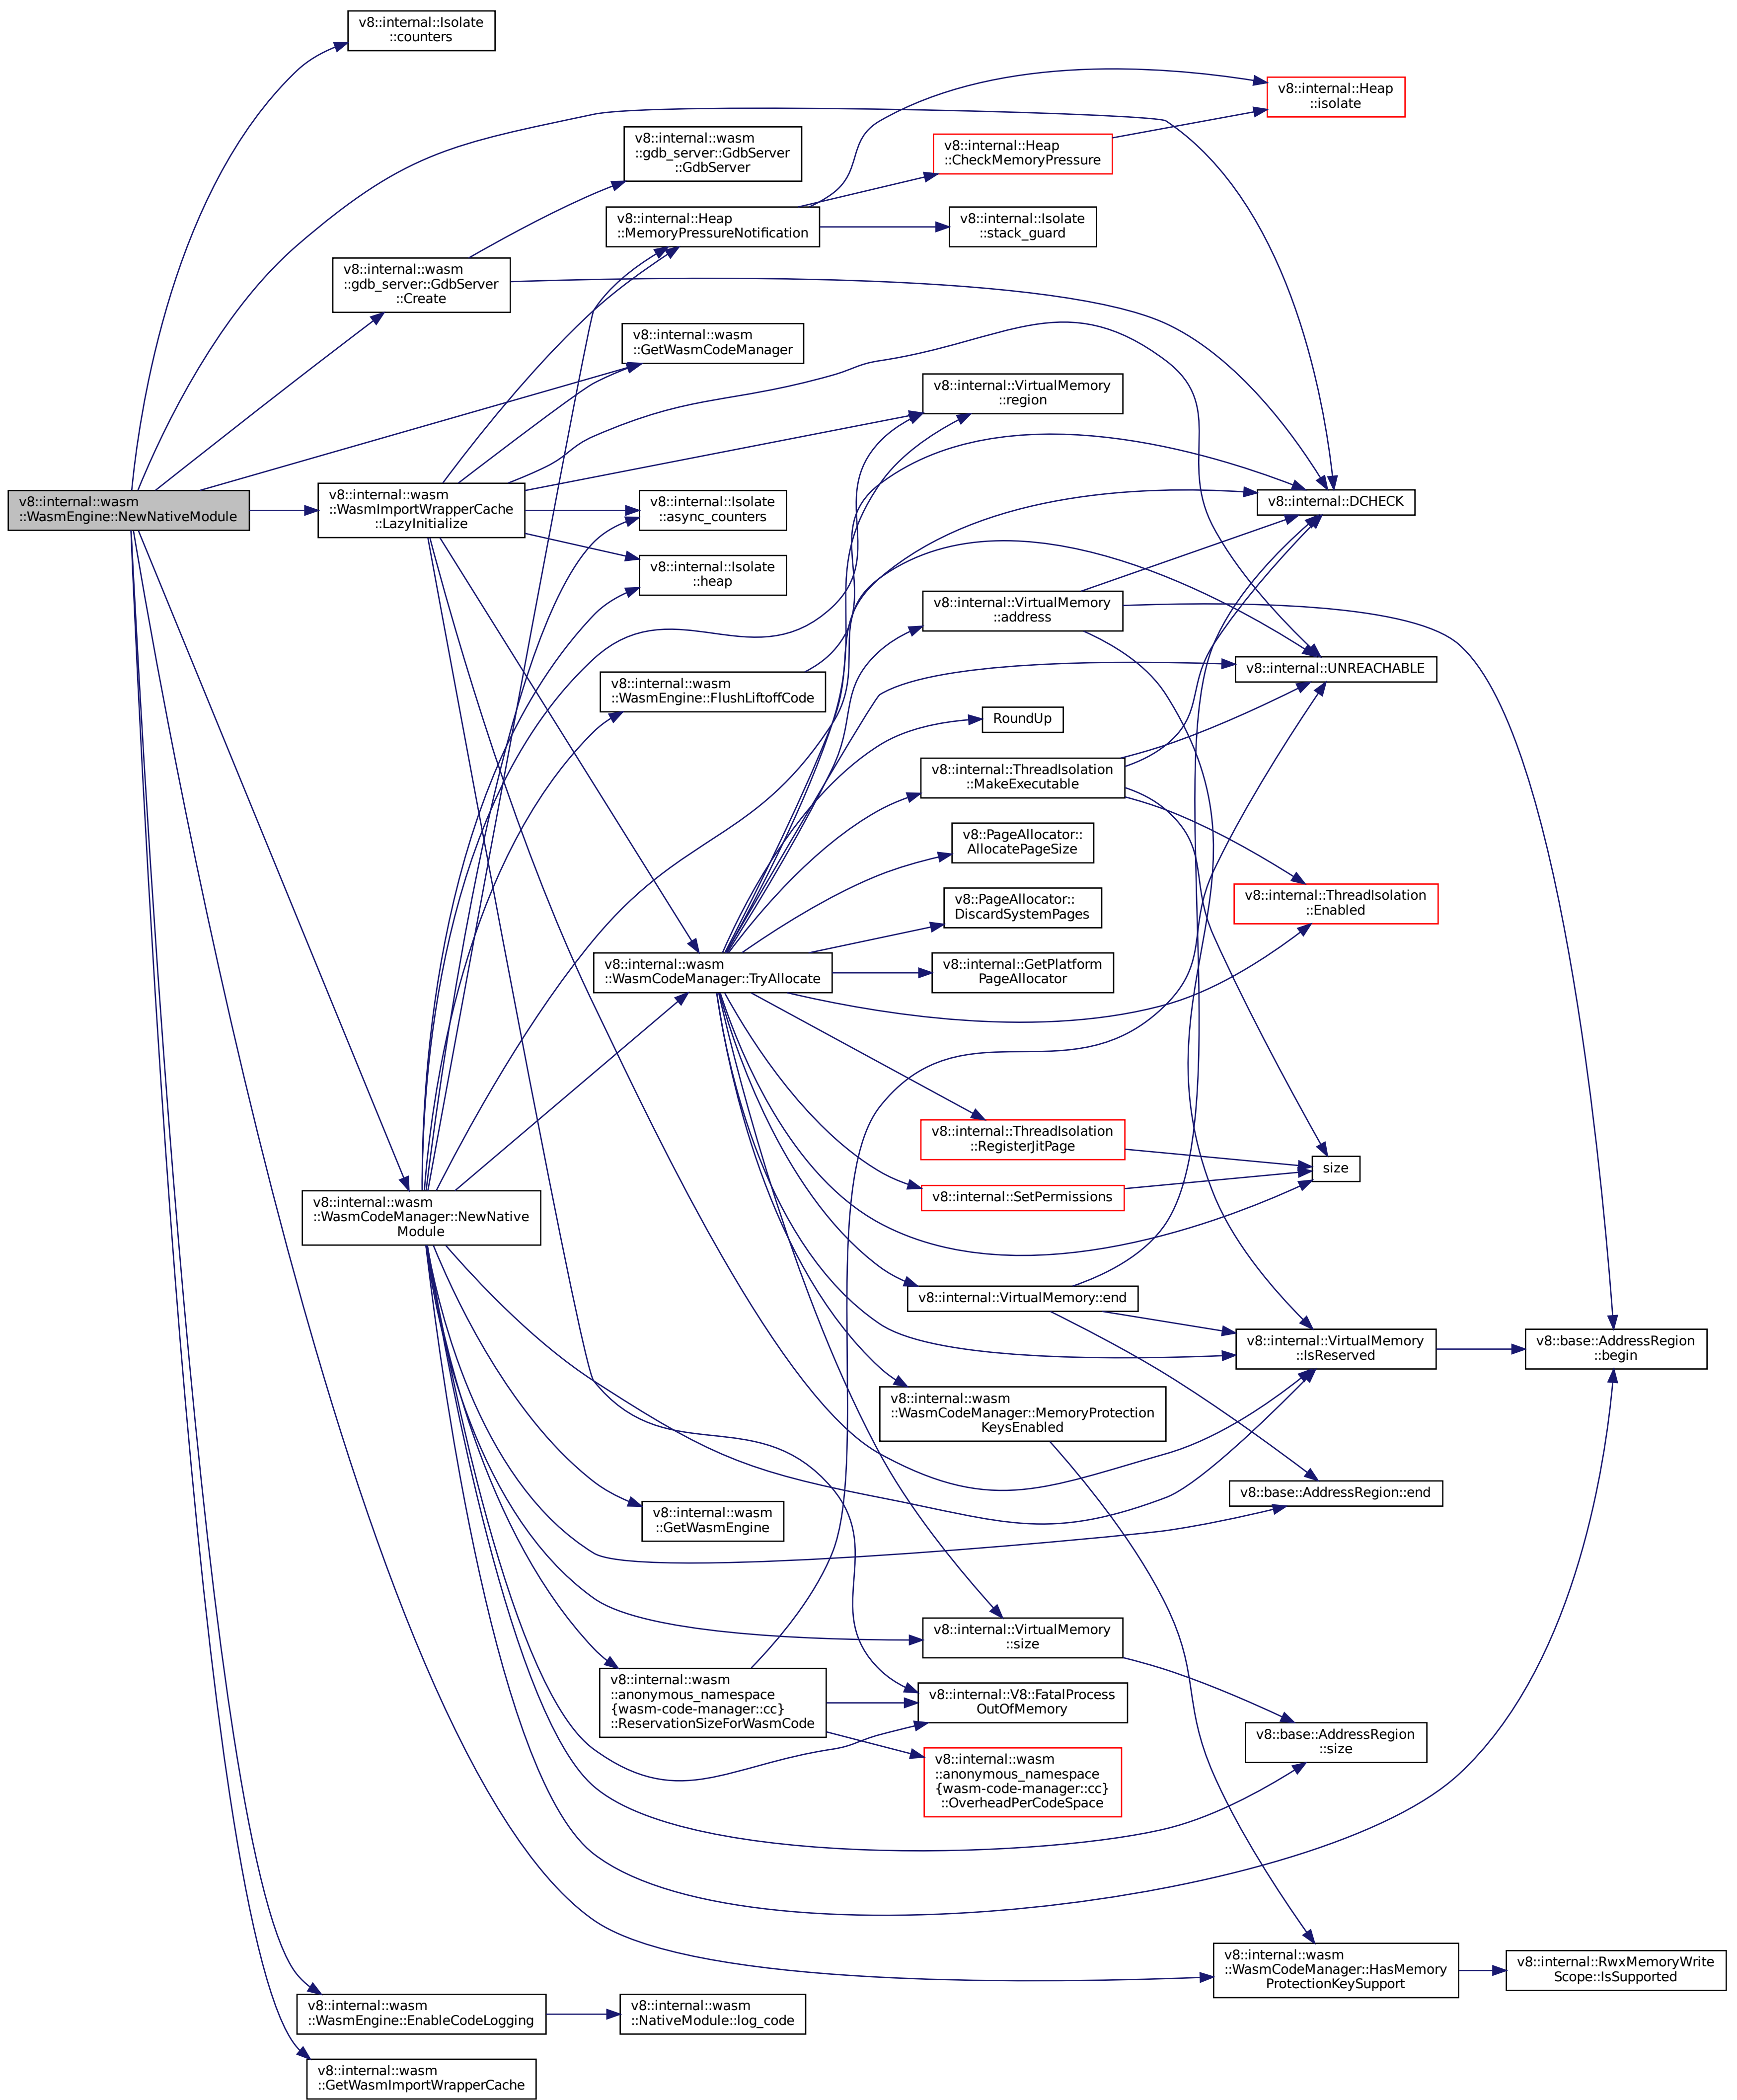 v8::internal::Isolate
::counters
v8::internal::Heap
::isolate
v8::internal::wasm
::gdb_server::GdbServer
::GdbServer
v8::internal::Heap
::CheckMemoryPressure
v8::internal::Heap
::MemoryPressureNotification
v8::internal::Isolate
::stack_guard
v8::internal::wasm
::gdb_server::GdbServer
::Create
v8::internal::wasm
::GetWasmCodeManager
v8::internal::VirtualMemory
::region
v8::internal::wasm
::WasmEngine::NewNativeModule
v8::internal::wasm
::WasmImportWrapperCache
::LazyInitialize
v8::internal::Isolate
::async_counters
v8::internal::DCHECK
v8::internal::Isolate
::heap
v8::internal::VirtualMemory
::address
v8::internal::UNREACHABLE
v8::internal::wasm
::WasmEngine::FlushLiftoffCode
RoundUp
v8::internal::ThreadIsolation
::MakeExecutable
v8::PageAllocator::
AllocatePageSize
v8::PageAllocator::
DiscardSystemPages
v8::internal::ThreadIsolation
::Enabled
v8::internal::wasm
::WasmCodeManager::TryAllocate
v8::internal::GetPlatform
PageAllocator
v8::internal::ThreadIsolation
::RegisterJitPage
size
v8::internal::SetPermissions
v8::internal::wasm
::WasmCodeManager::NewNative
Module
v8::internal::VirtualMemory::end
v8::internal::VirtualMemory
::IsReserved
v8::base::AddressRegion
::begin
v8::internal::wasm
::WasmCodeManager::MemoryProtection
KeysEnabled
v8::base::AddressRegion::end
v8::internal::wasm
::GetWasmEngine
v8::internal::VirtualMemory
::size
v8::internal::wasm
::anonymous_namespace
{wasm-code-manager::cc}
::ReservationSizeForWasmCode
v8::internal::V8::FatalProcess
OutOfMemory
v8::base::AddressRegion
::size
v8::internal::wasm
::anonymous_namespace
{wasm-code-manager::cc}
::OverheadPerCodeSpace
v8::internal::wasm
::WasmCodeManager::HasMemory
ProtectionKeySupport
v8::internal::RwxMemoryWrite
Scope::IsSupported
v8::internal::wasm
::WasmEngine::EnableCodeLogging
v8::internal::wasm
::NativeModule::log_code
v8::internal::wasm
::GetWasmImportWrapperCache